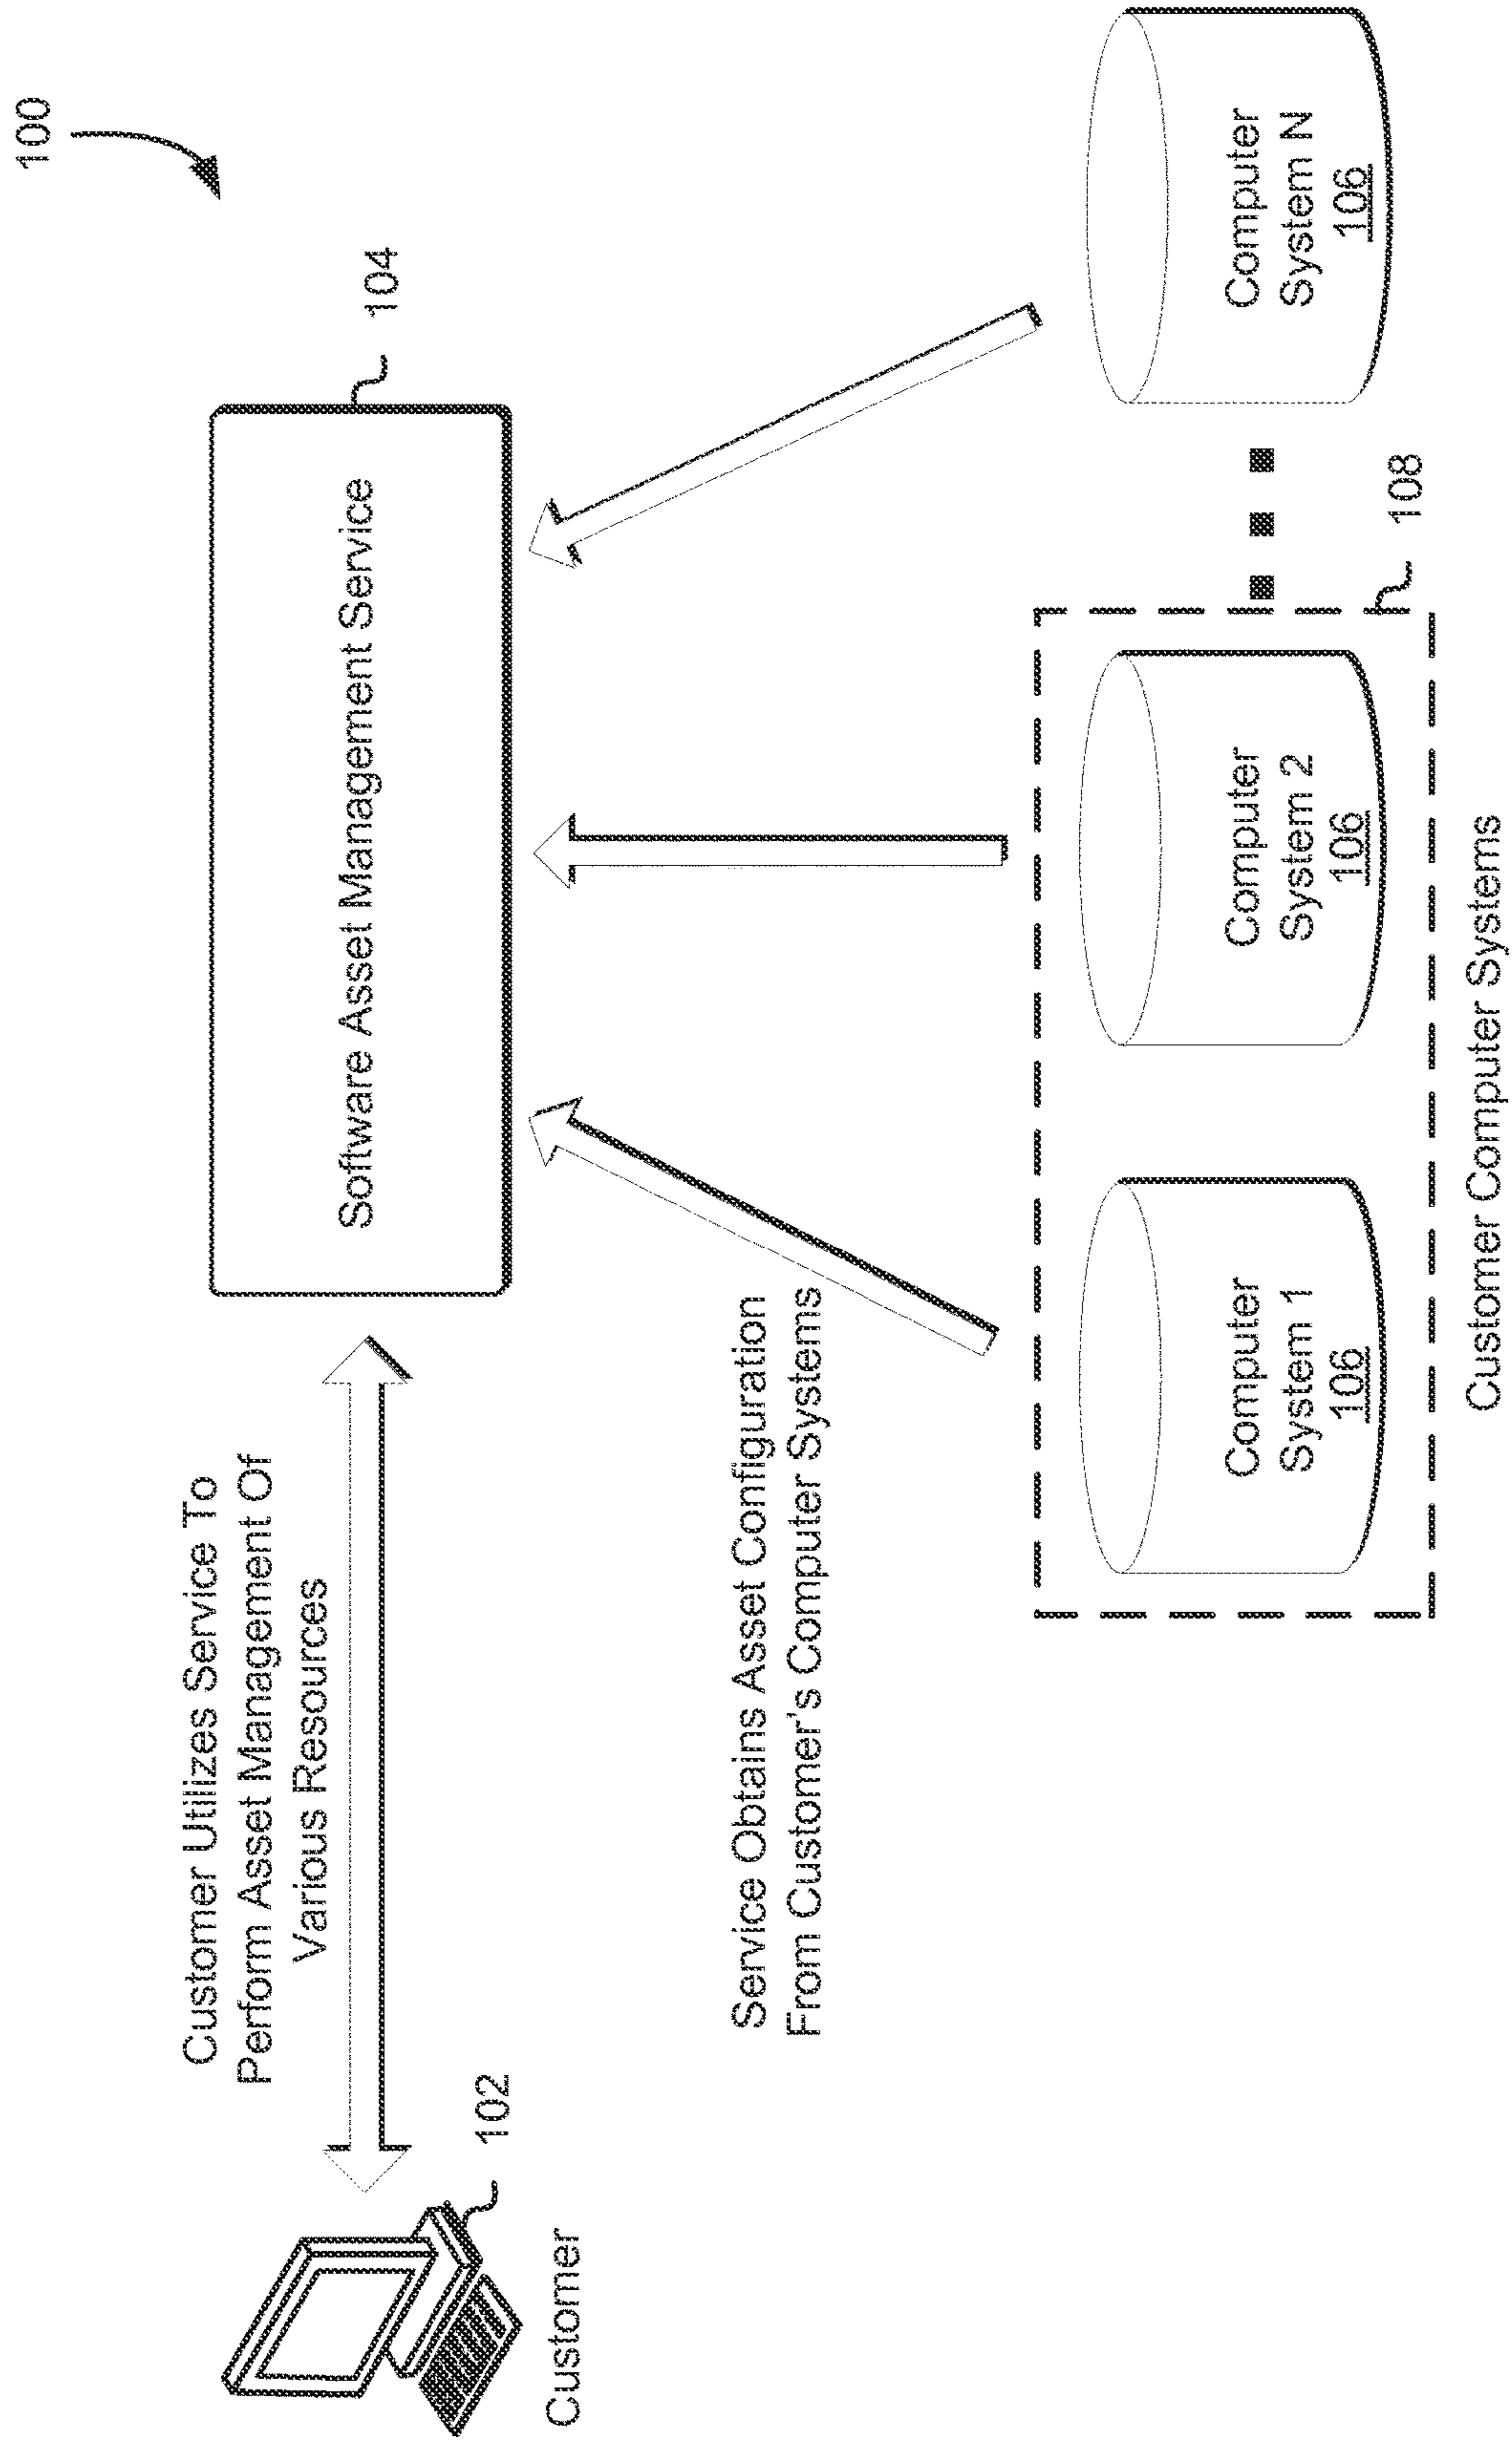 100
Customer Utilizes Service To
Perform Asset Management Of
Various Resources
Software Asset Management Service
104
102
Customer
Service Obtains Asset Configuration
From Customer's Computer Systems
Computer
System 1
106
Computer
System 2
106
Computer
System N
106
108
Customer Computer Systems